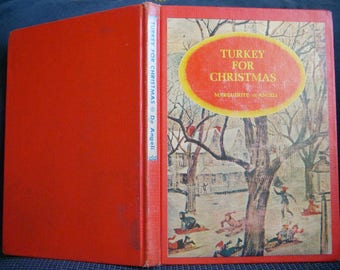 TURKEY FOR CHRISTMAS De Angeli
TURKEY
FOR
CHRISTMAS
MARGUERITE de ANGELI